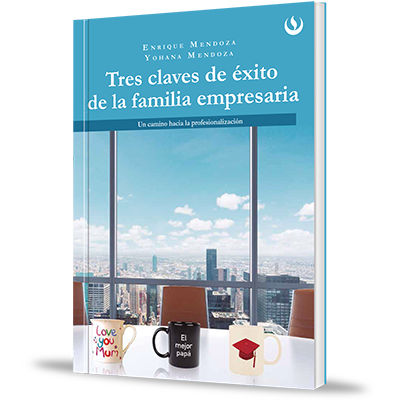 Enrique Mendoza
Yohana Mendoza
Tres claves de éxito
de la familia empresaria
Un camino hacia la profesionalización
Love
you
Mum
El
mejor
papá